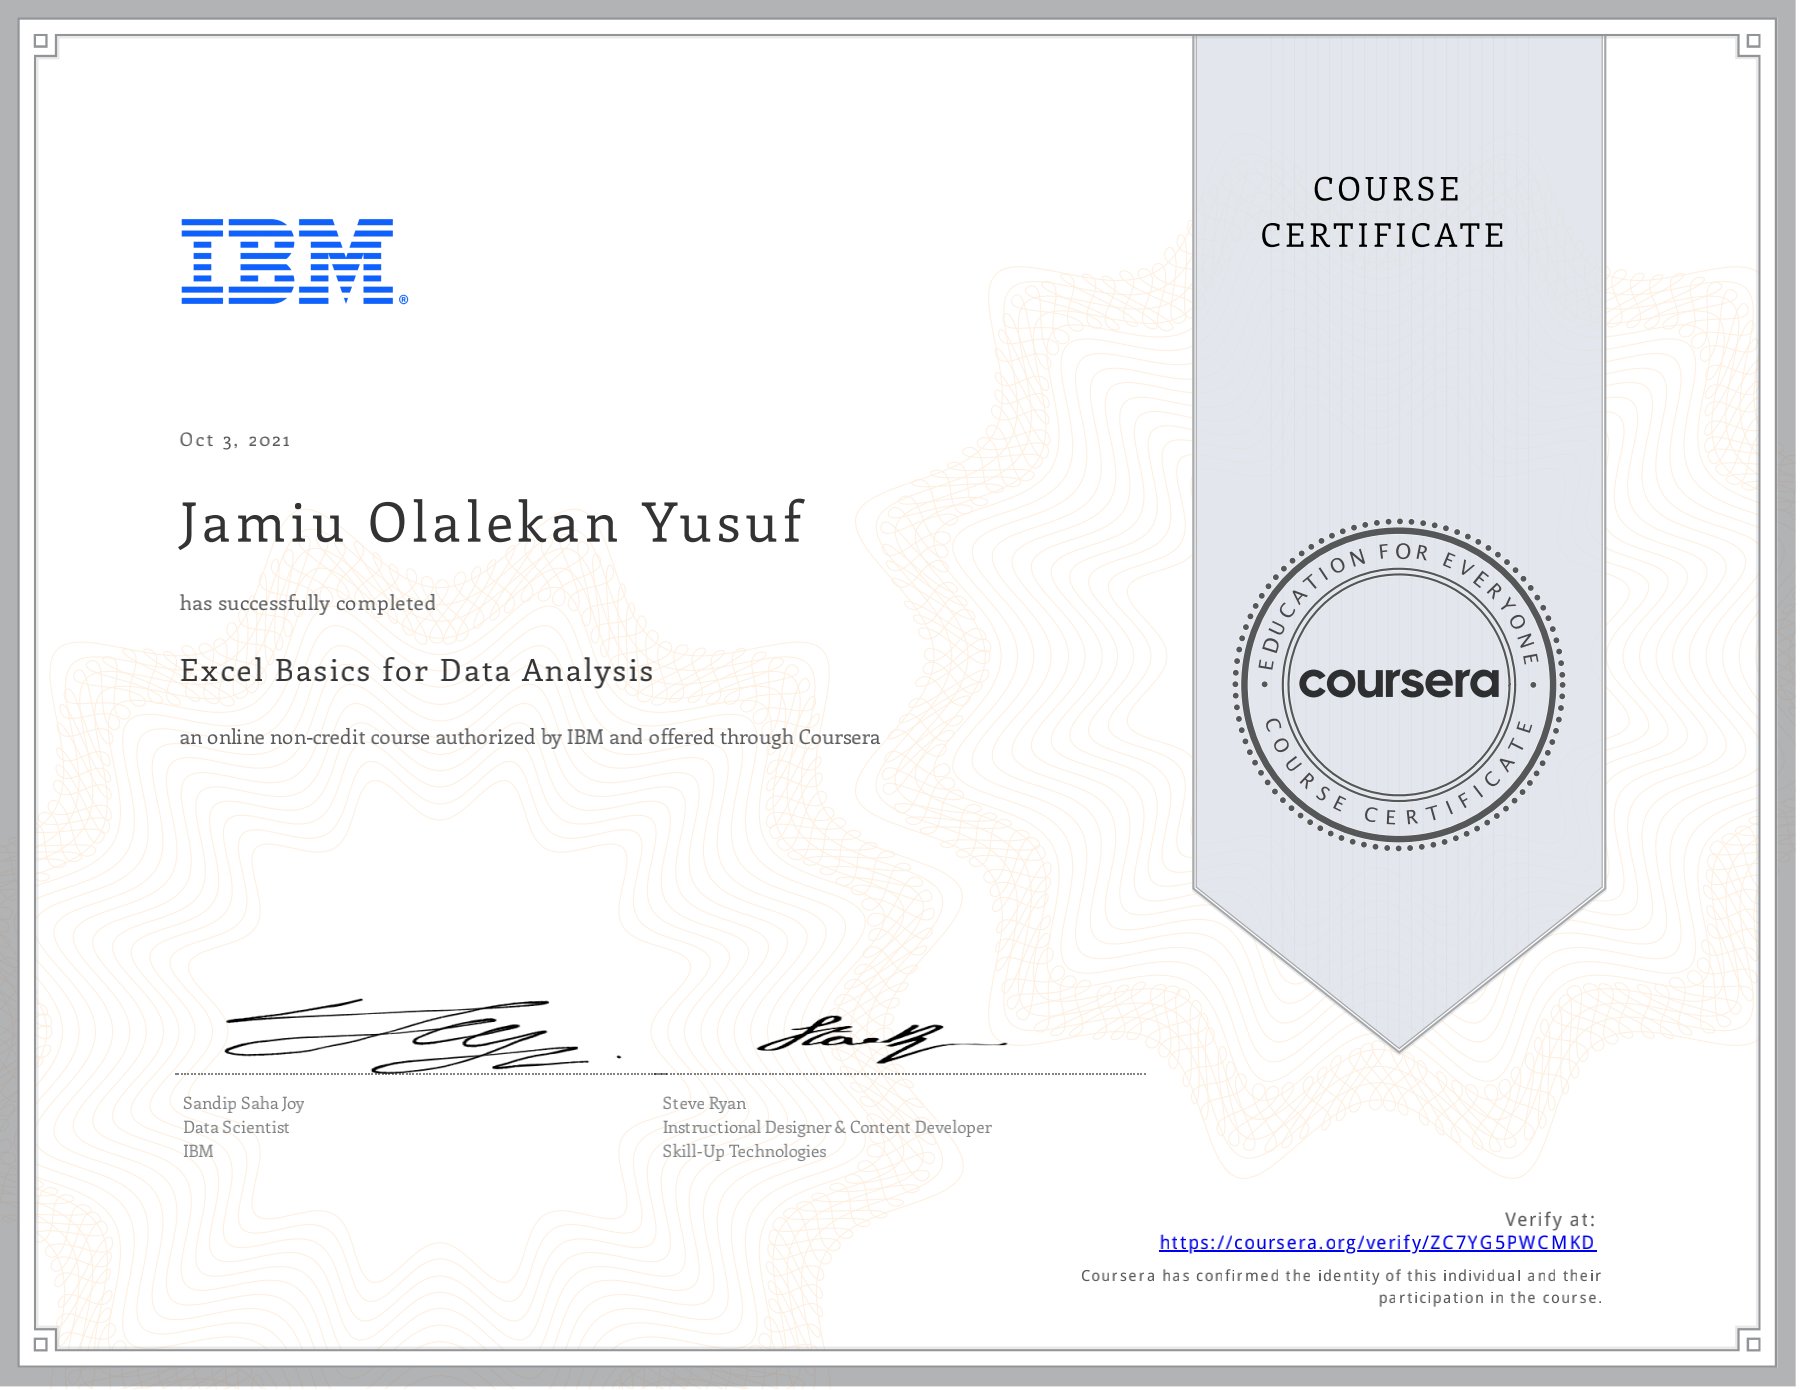 COURSE
CERTIFICATE
IBM®
Oct 3, 2021
Jamiu Olalekan Yusuf
has successfully completed
Excel Basics for Data Analysis
an online non-credit course authorized by IBM and offered through Coursera
EDUCATION FOR EVERYONE
coursera
COURSE CERTIFICATE
Sandip Saha Joy
Data Scientist
IBM
Steve Ryan
Instructional Designer & Content Developer
Skill-Up Technologies
Verify at:
https://coursera.org/verify/ZC7YG5PWCMKD
Coursera has confirmed the identity of this individual and their
participation in the course.